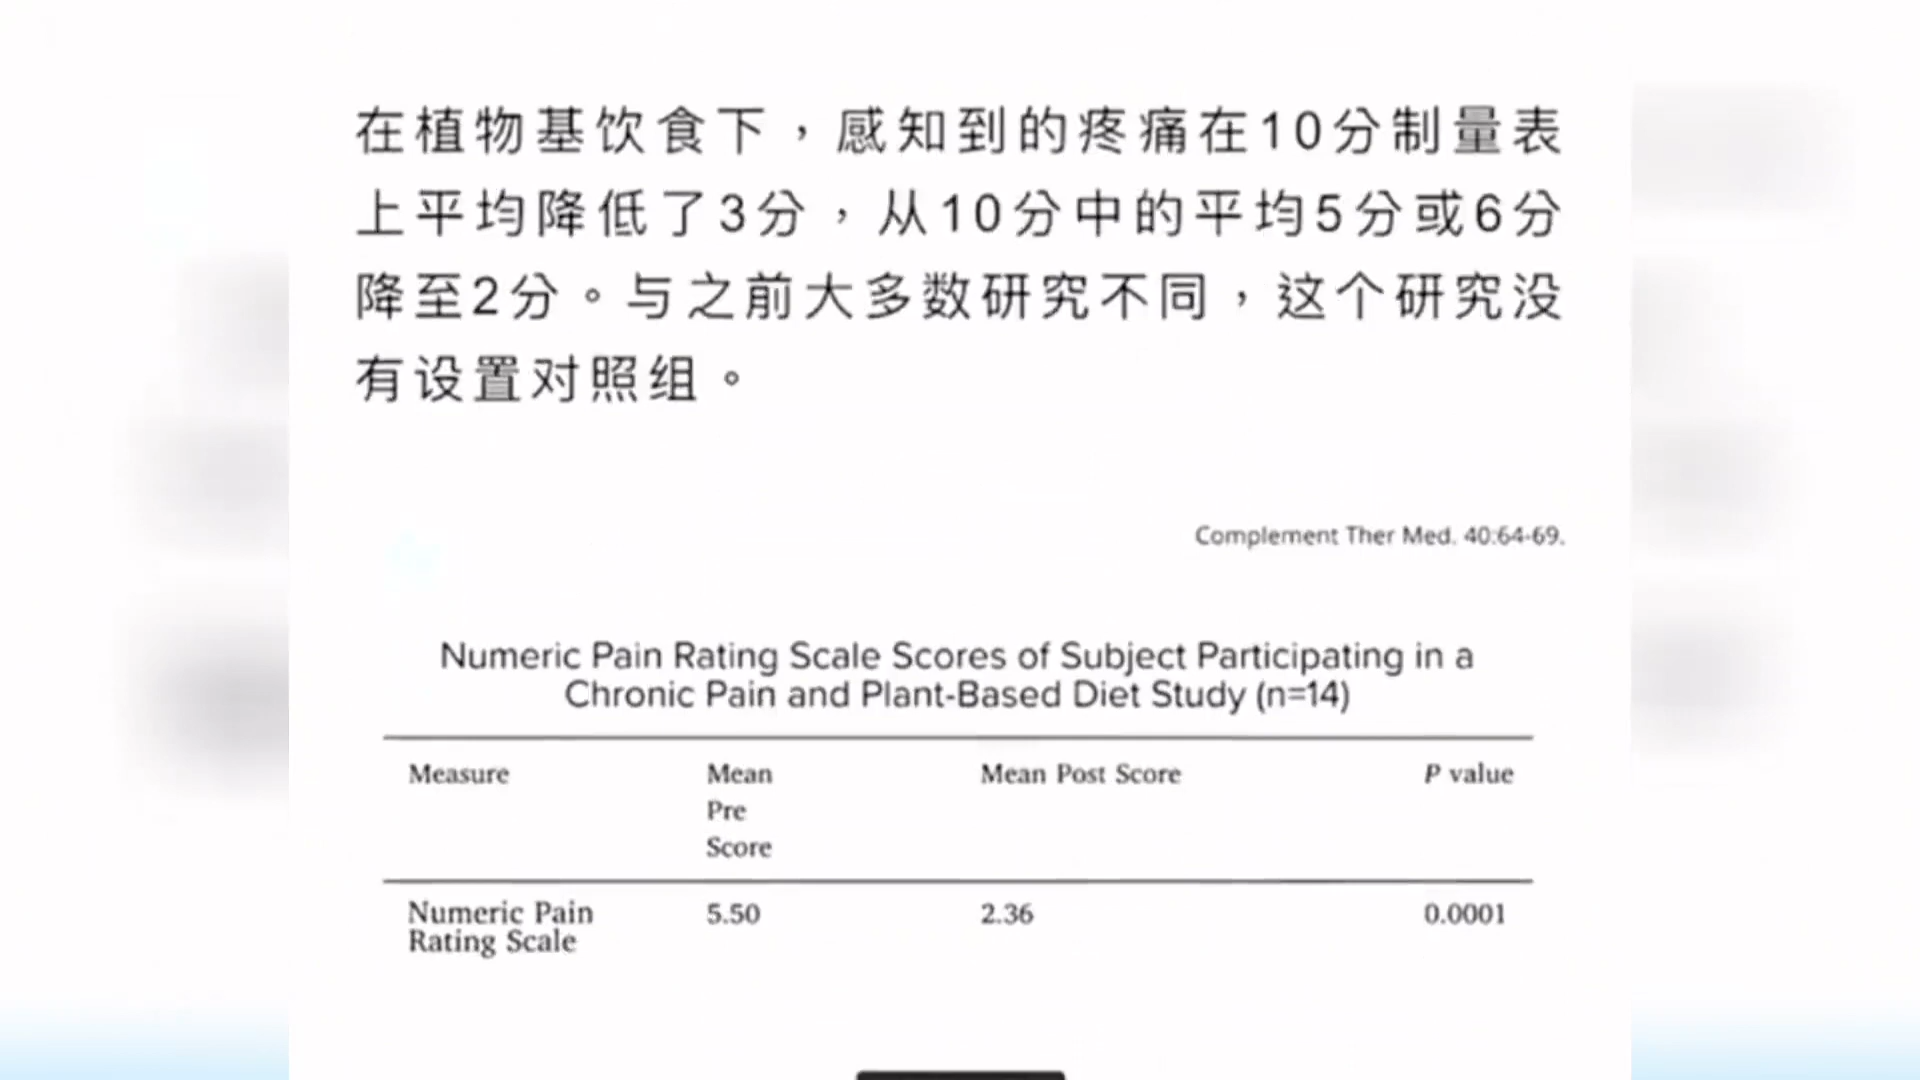 在植物基饮食下，感知到的疼痛在10分制量表
上平均降低了3分，从10分中的平均5分或6分
降至2分。与之前大多数研究不同，这个研究没
有设置对照组。
Complement Ther Med. 40:64-69.
Numeric Pain Rating Scale Scores of Subject Participating in a
Chronic Pain and Plant-Based Diet Study (n=14)
Measure Mean Pre Score Mean Post Score P value
Numeric Pain Rating Scale 5.50 2.36 0.0001